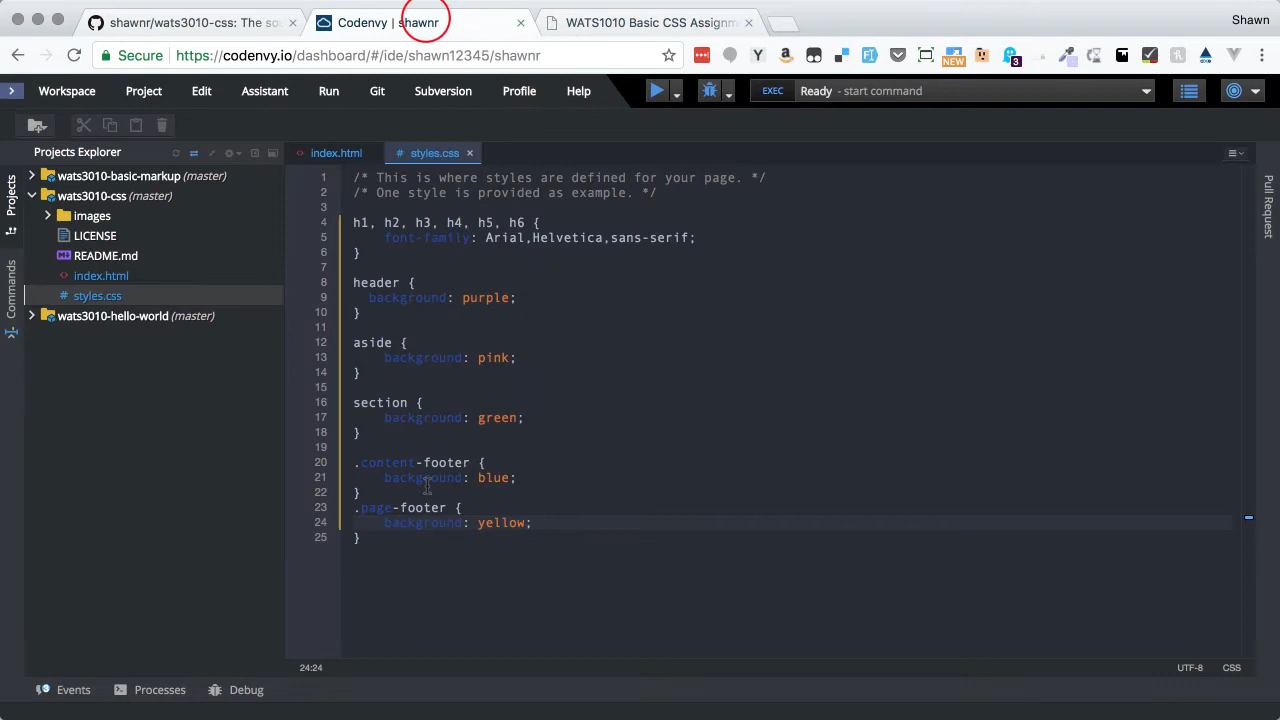 shawnr/wats3010-css: The sou
Codenvy | shawnr
WATS1010 Basic CSS Assignm
Shawn
Secure
https://codenvy.io/dashboard/#/ide/shawn12345/shawnr
NEW
3
Workspace
Project
Edit
Assistant
Run
Git
Subversion
Profile
Help
EXEC
Ready - start command
Projects Explorer
index.html
styles.css
Projects
Commands
Pull Request
wats3010-basic-markup (master)
wats3010-css (master)
images
LICENSE
README.md
index.html
styles.css
wats3010-hello-world (master)
1 /* This is where styles are defined for your page. */
2 /* One style is provided as example. */
3
4 h1, h2, h3, h4, h5, h6 {
5 font-family: Arial,Helvetica,sans-serif;
6 }
7
8 header {
9 background: purple;
10 }
11
12 aside {
13 background: pink;
14 }
15
16 section {
17 background: green;
18 }
19
20 .content-footer {
21 background: blue;
22 }
23 .page-footer {
24 background: yellow;
25 }
24:24
UTF-8
CSS
Events
Processes
Debug